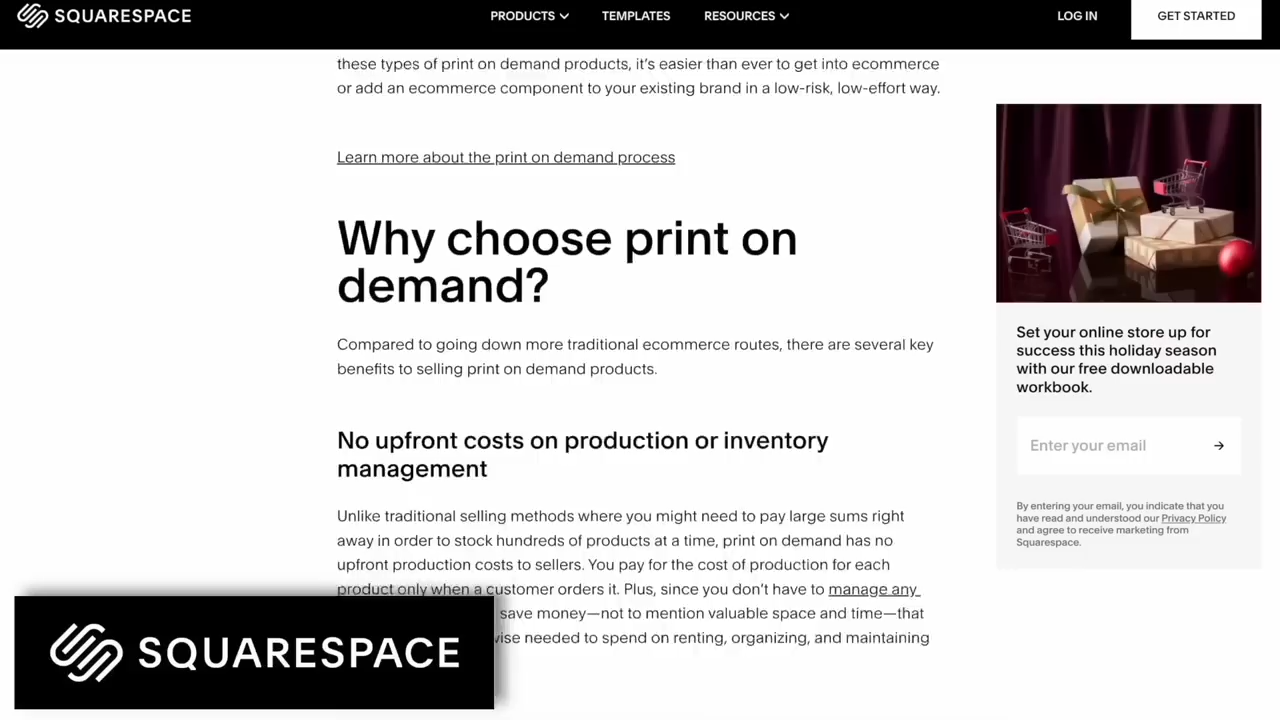 SQUARESPACE
PRODUCTS
TEMPLATES
RESOURCES
LOG IN
GET STARTED
these types of print on demand products, it’s easier than ever to get into ecommerce
or add an ecommerce component to your existing brand in a low-risk, low-effort way.
Learn more about the print on demand process
Why choose print on
demand?
Compared to going down more traditional ecommerce routes, there are several key
benefits to selling print on demand products.
No upfront costs on production or inventory
management
Unlike traditional selling methods where you might need to pay large sums right
away in order to stock hundreds of products at a time, print on demand has no
upfront production costs to sellers. You pay for the cost of production for each
product only when a customer orders it. Plus, since you don’t have to manage any
save money—not to mention valuable space and time—that
needed to spend on renting, organizing, and maintaining
Set your online store up for
success this holiday season
with our free downloadable
workbook.
Enter your email →
By entering your email, you indicate that you
have read and understood our Privacy Policy
and agree to receive marketing from
Squarespace.
SQUARESPACE